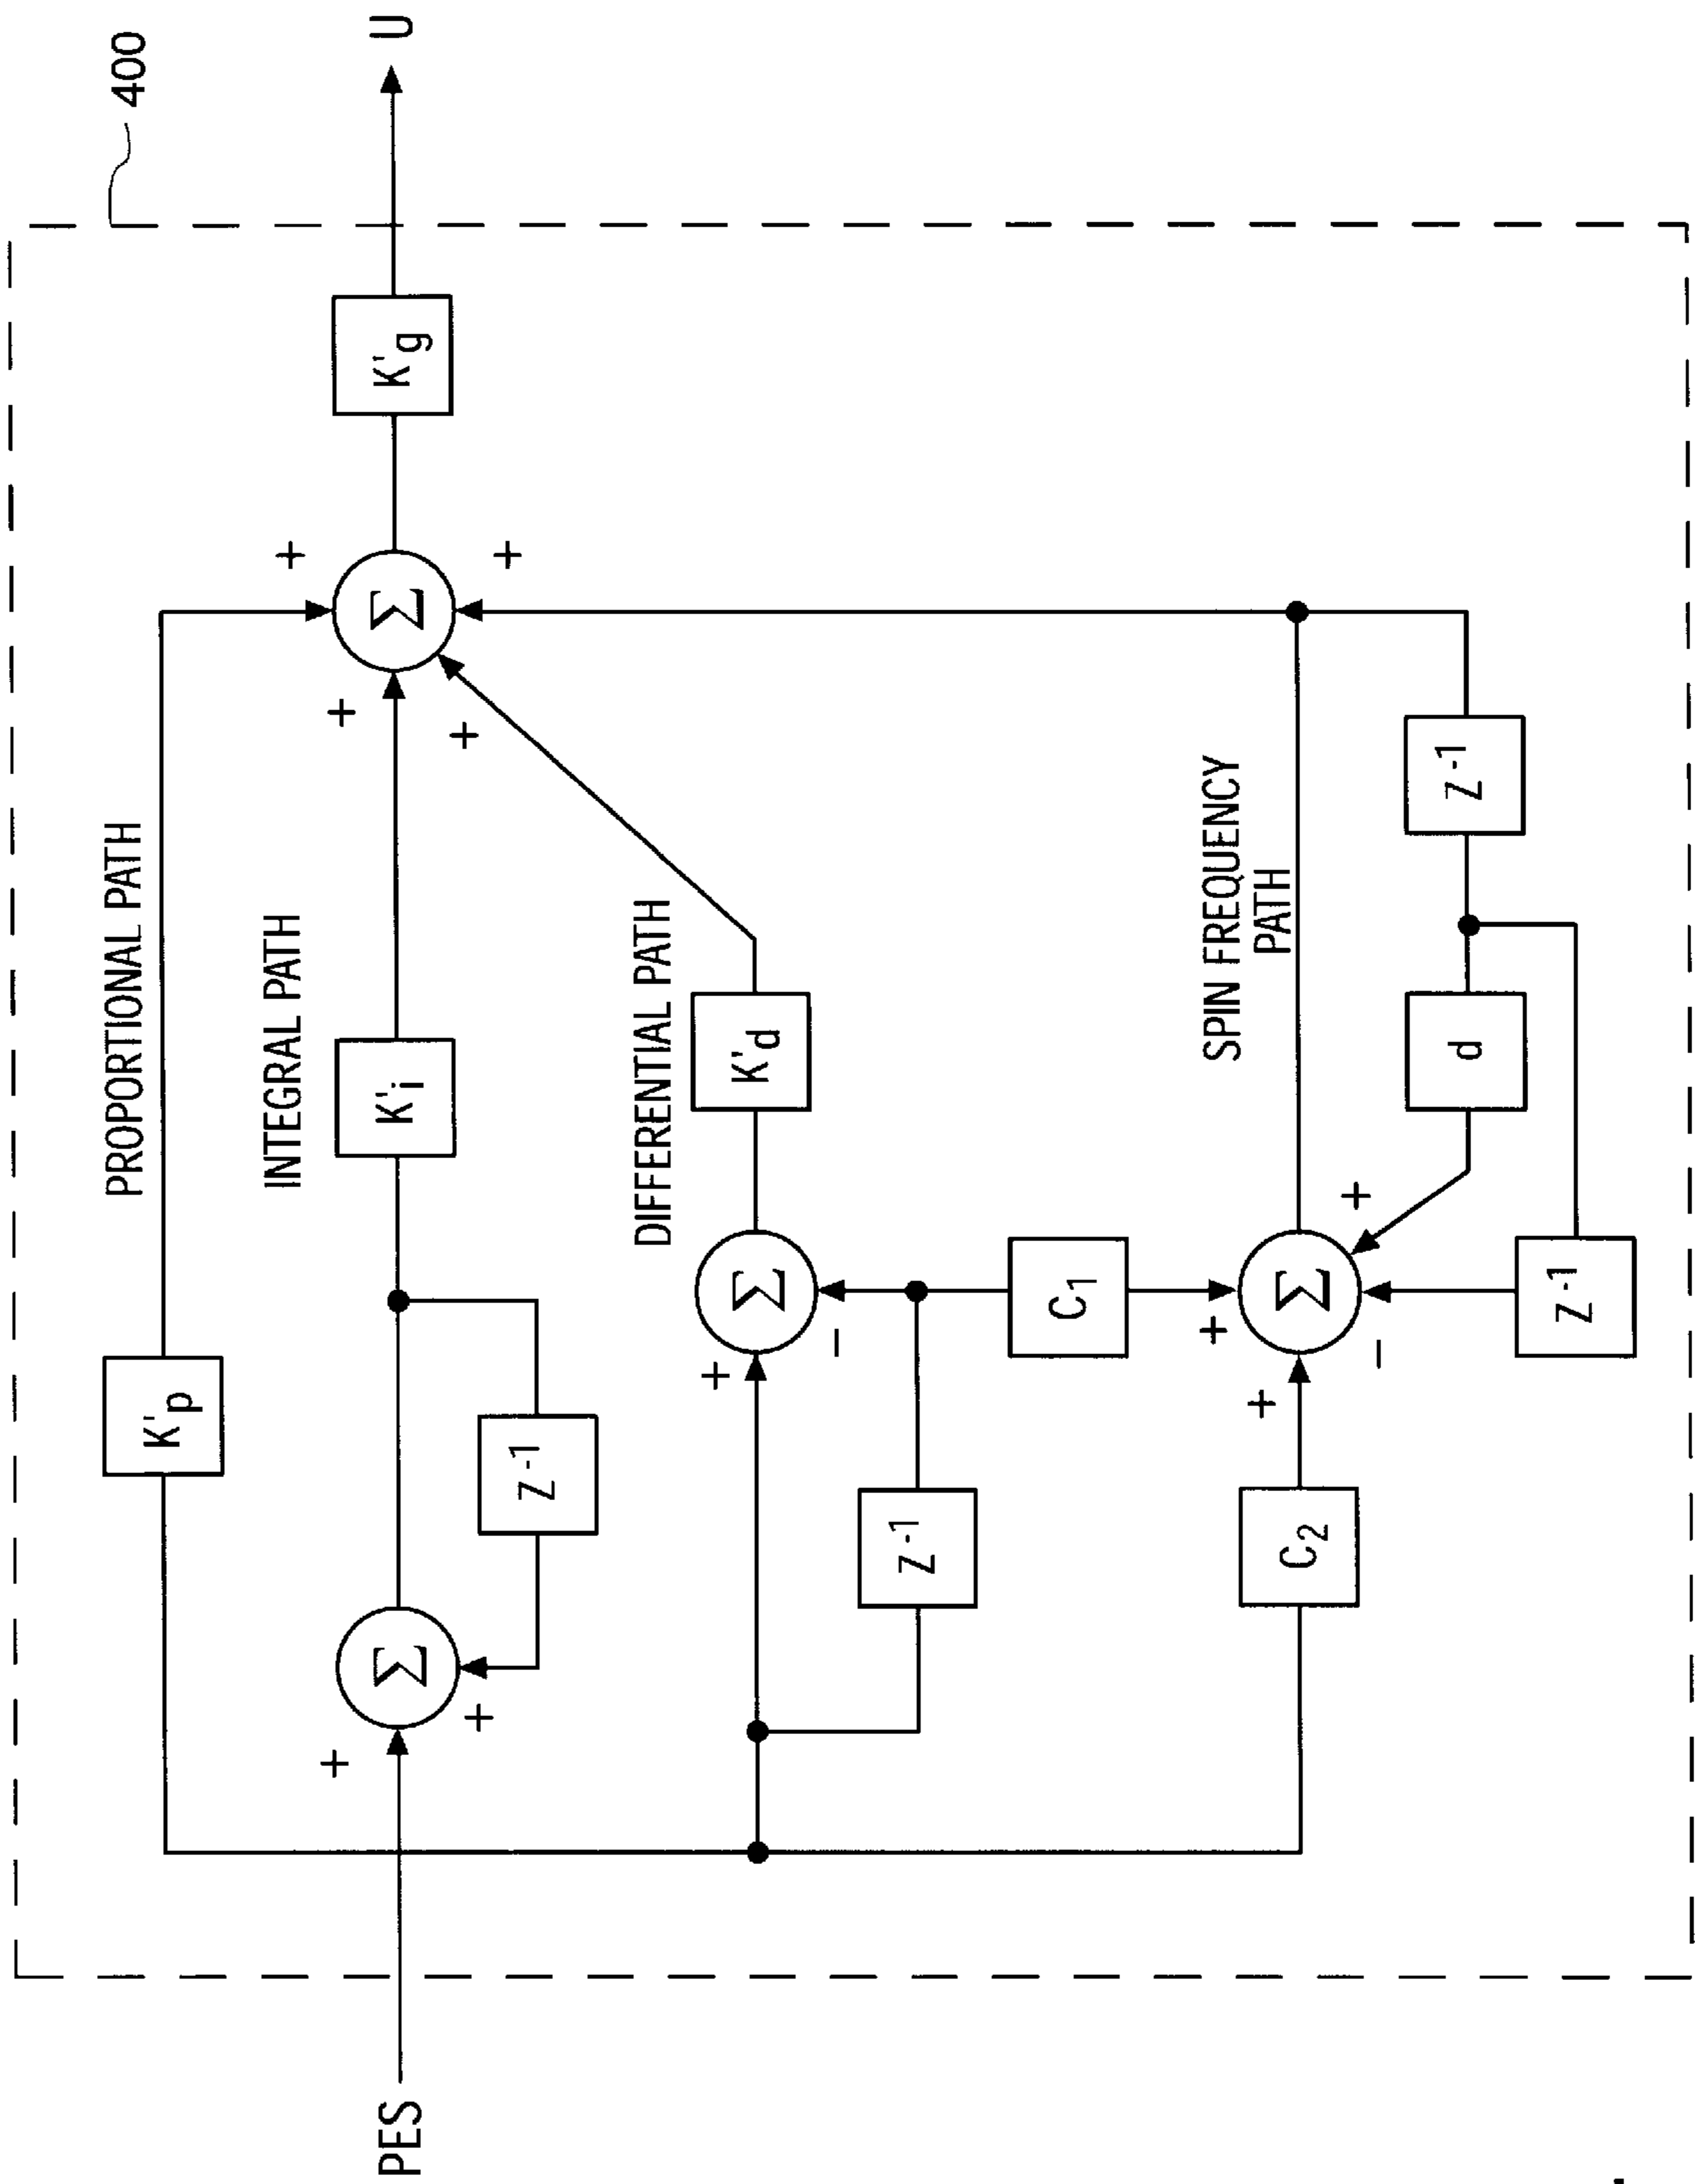 400
PROPORTIONAL PATH
K'p
INTEGRAL PATH
PES
+
+
Σ
Z-1
K'i
+
+
+
+
Σ
K'g
U
DIFFERENTIAL PATH
+
-
Σ
K'd
Z-1
C1
SPIN FREQUENCY
PATH
C2
+
+
+
-
Σ
d
Z-1
Z-1